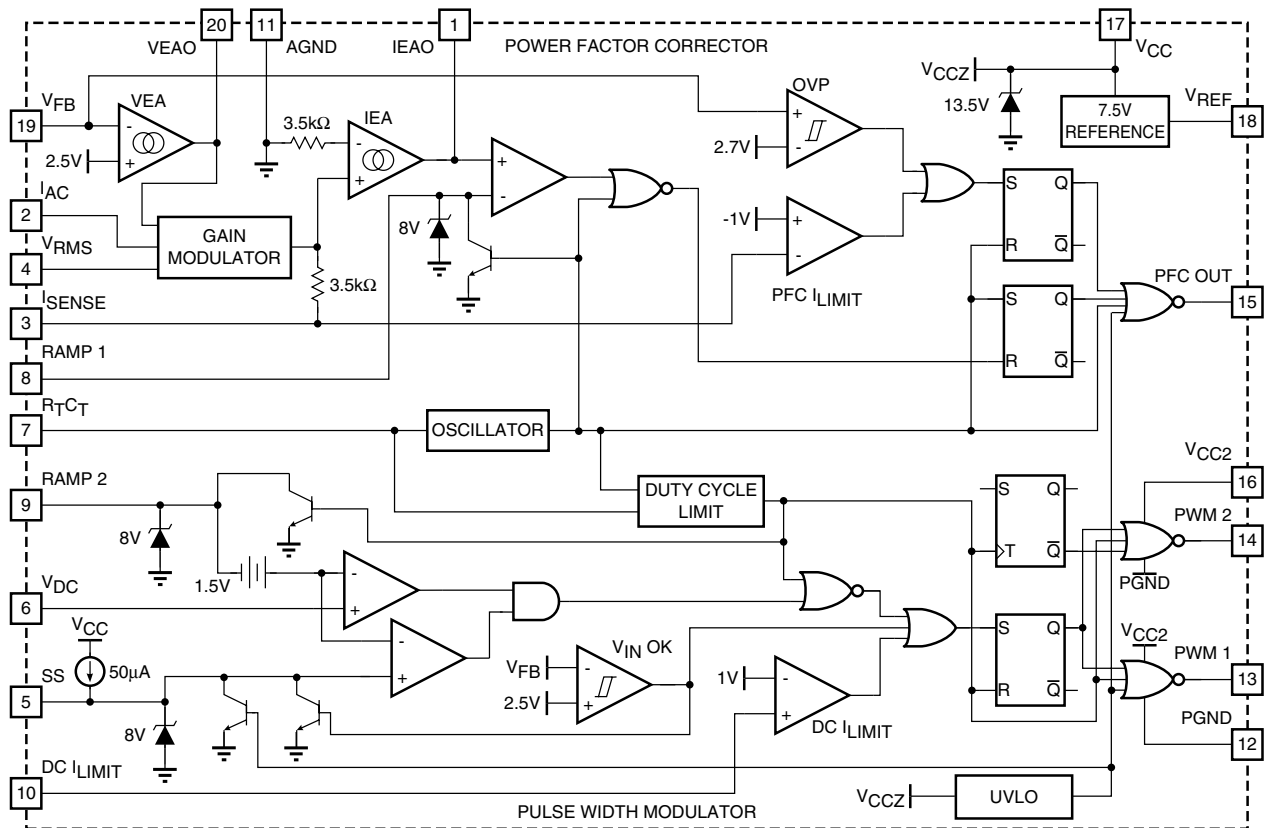 20
11
1
17
VEAO
AGND
IEAO
POWER FACTOR CORRECTOR
VCC
VCCZ
13.5V
7.5V
REFERENCE
VREF
18
VFB
19
VEA
-
+
2.5V
3.5kΩ
IEA
-
+
+
-
OVP
+
-
2.7V
S Q
R Q
IAC
2
VRMS
4
GAIN
MODULATOR
8V
-1V
+
-
PFC ILIMIT
3.5kΩ
ISENSE
3
S Q
R Q
PFC OUT
15
RAMP 1
8
RTCT
7
OSCILLATOR
VCC2
16
RAMP 2
9
8V
DUTY CYCLE
LIMIT
S Q
T Q
PWM 2
14
PGND
1.5V
-
+
VDC
6
VCC
50µA
SS
5
-
+
VIN OK
VFB
-
2.5V
+
1V
-
+
DC ILIMIT
S Q
R Q
VCC2
PWM 1
13
PGND
12
8V
DC ILIMIT
10
VCCZ
UVLO
PULSE WIDTH MODULATOR